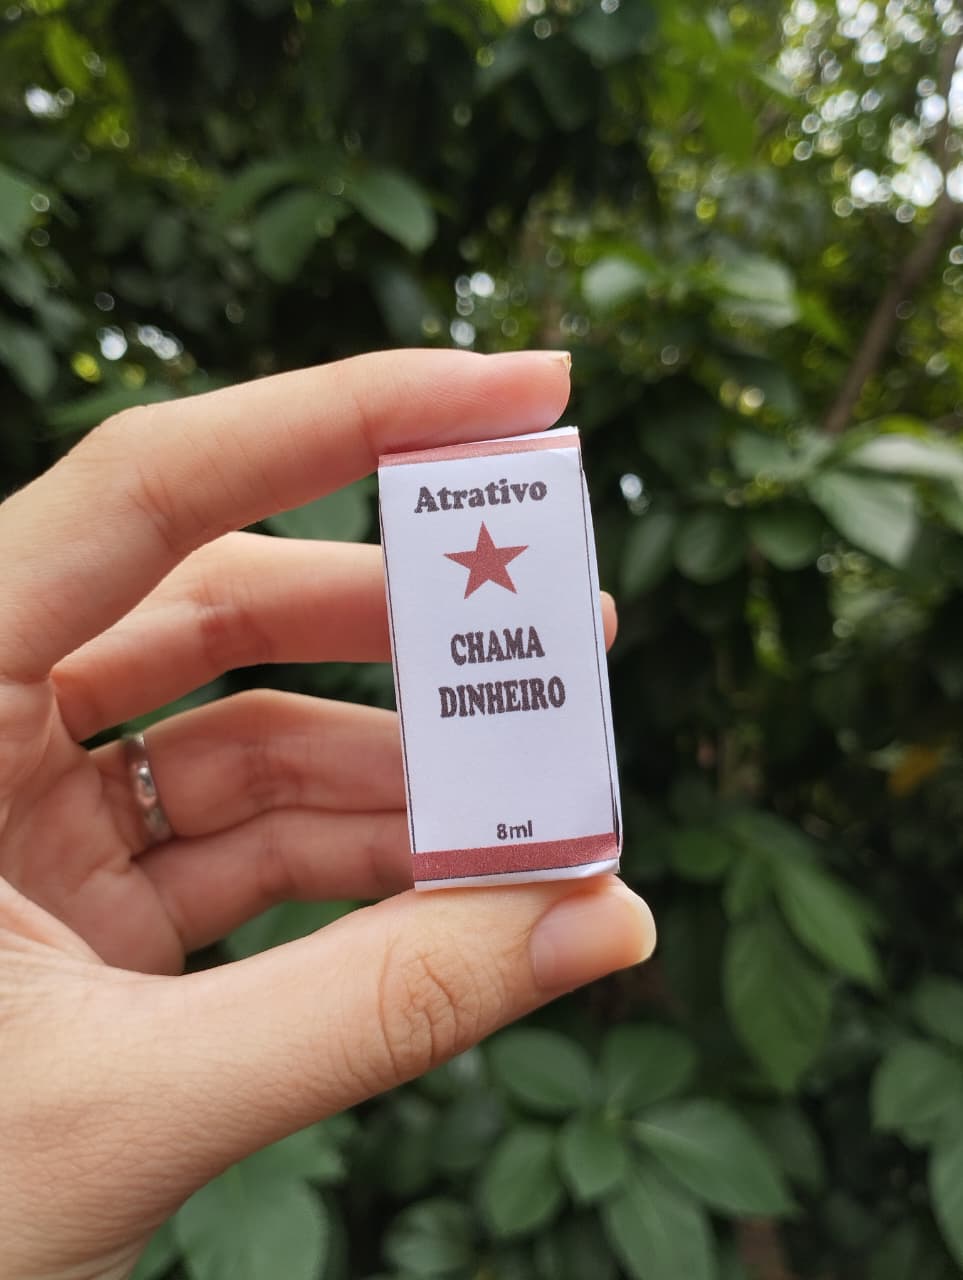 Atrativo
CHAMA
DINHEIRO
8ml